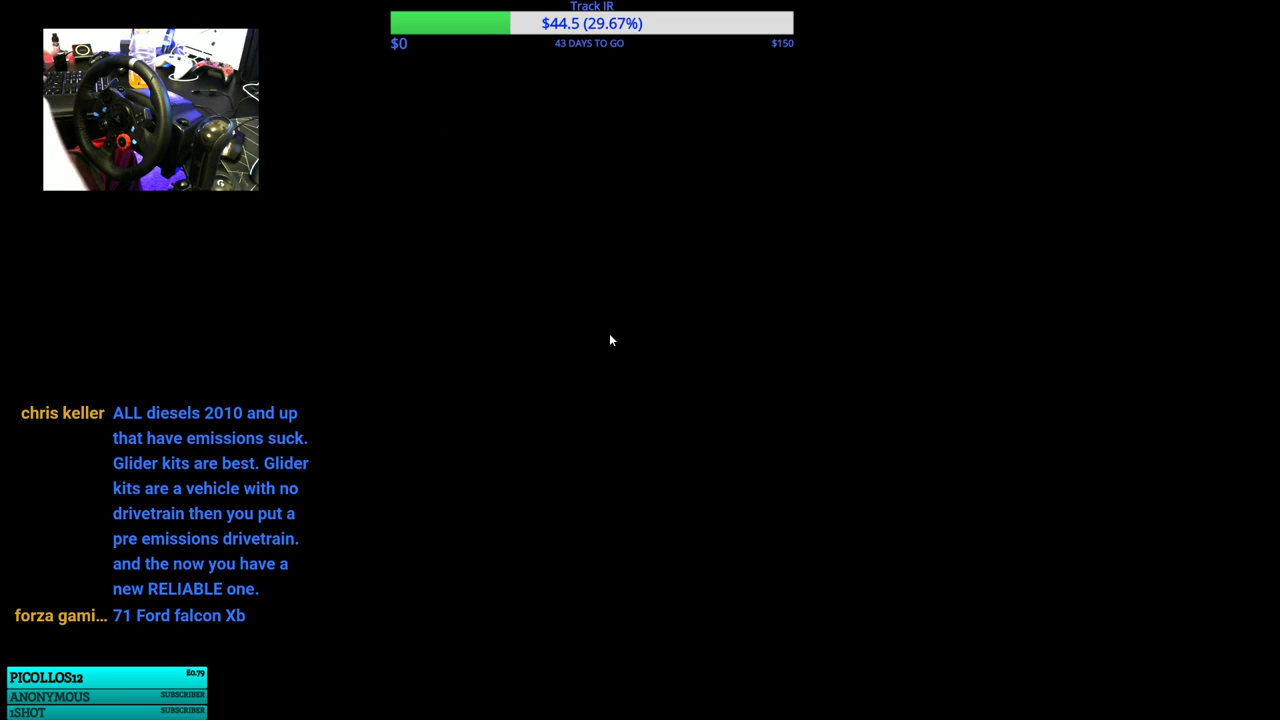 Track IR
$44.5 (29.67%)
$0
43 DAYS TO GO
$150
chris keller ALL diesels 2010 and up
that have emissions suck.
Glider kits are best. Glider
kits are a vehicle with no
drivetrain then you put a
pre emissions drivetrain.
and the now you have a
new RELIABLE one.
forza gami... 71 Ford falcon Xb
PICOLLOS12 £0.79
ANONYMOUS SUBSCRIBER
1SHOT SUBSCRIBER